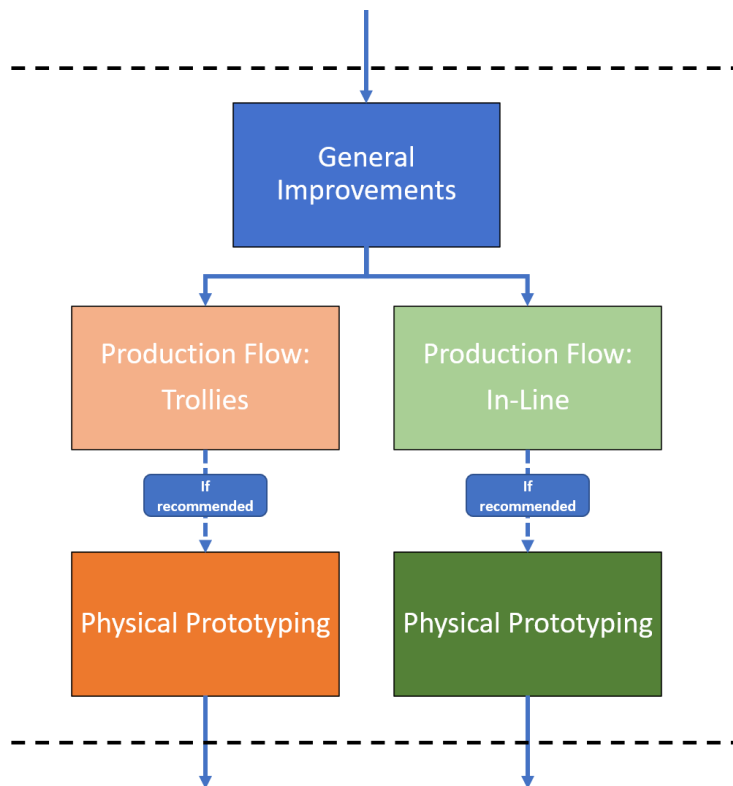 General
Improvements
Production Flow:
Trollies
Production Flow:
In-Line
If
recommended
If
recommended
Physical Prototyping
Physical Prototyping